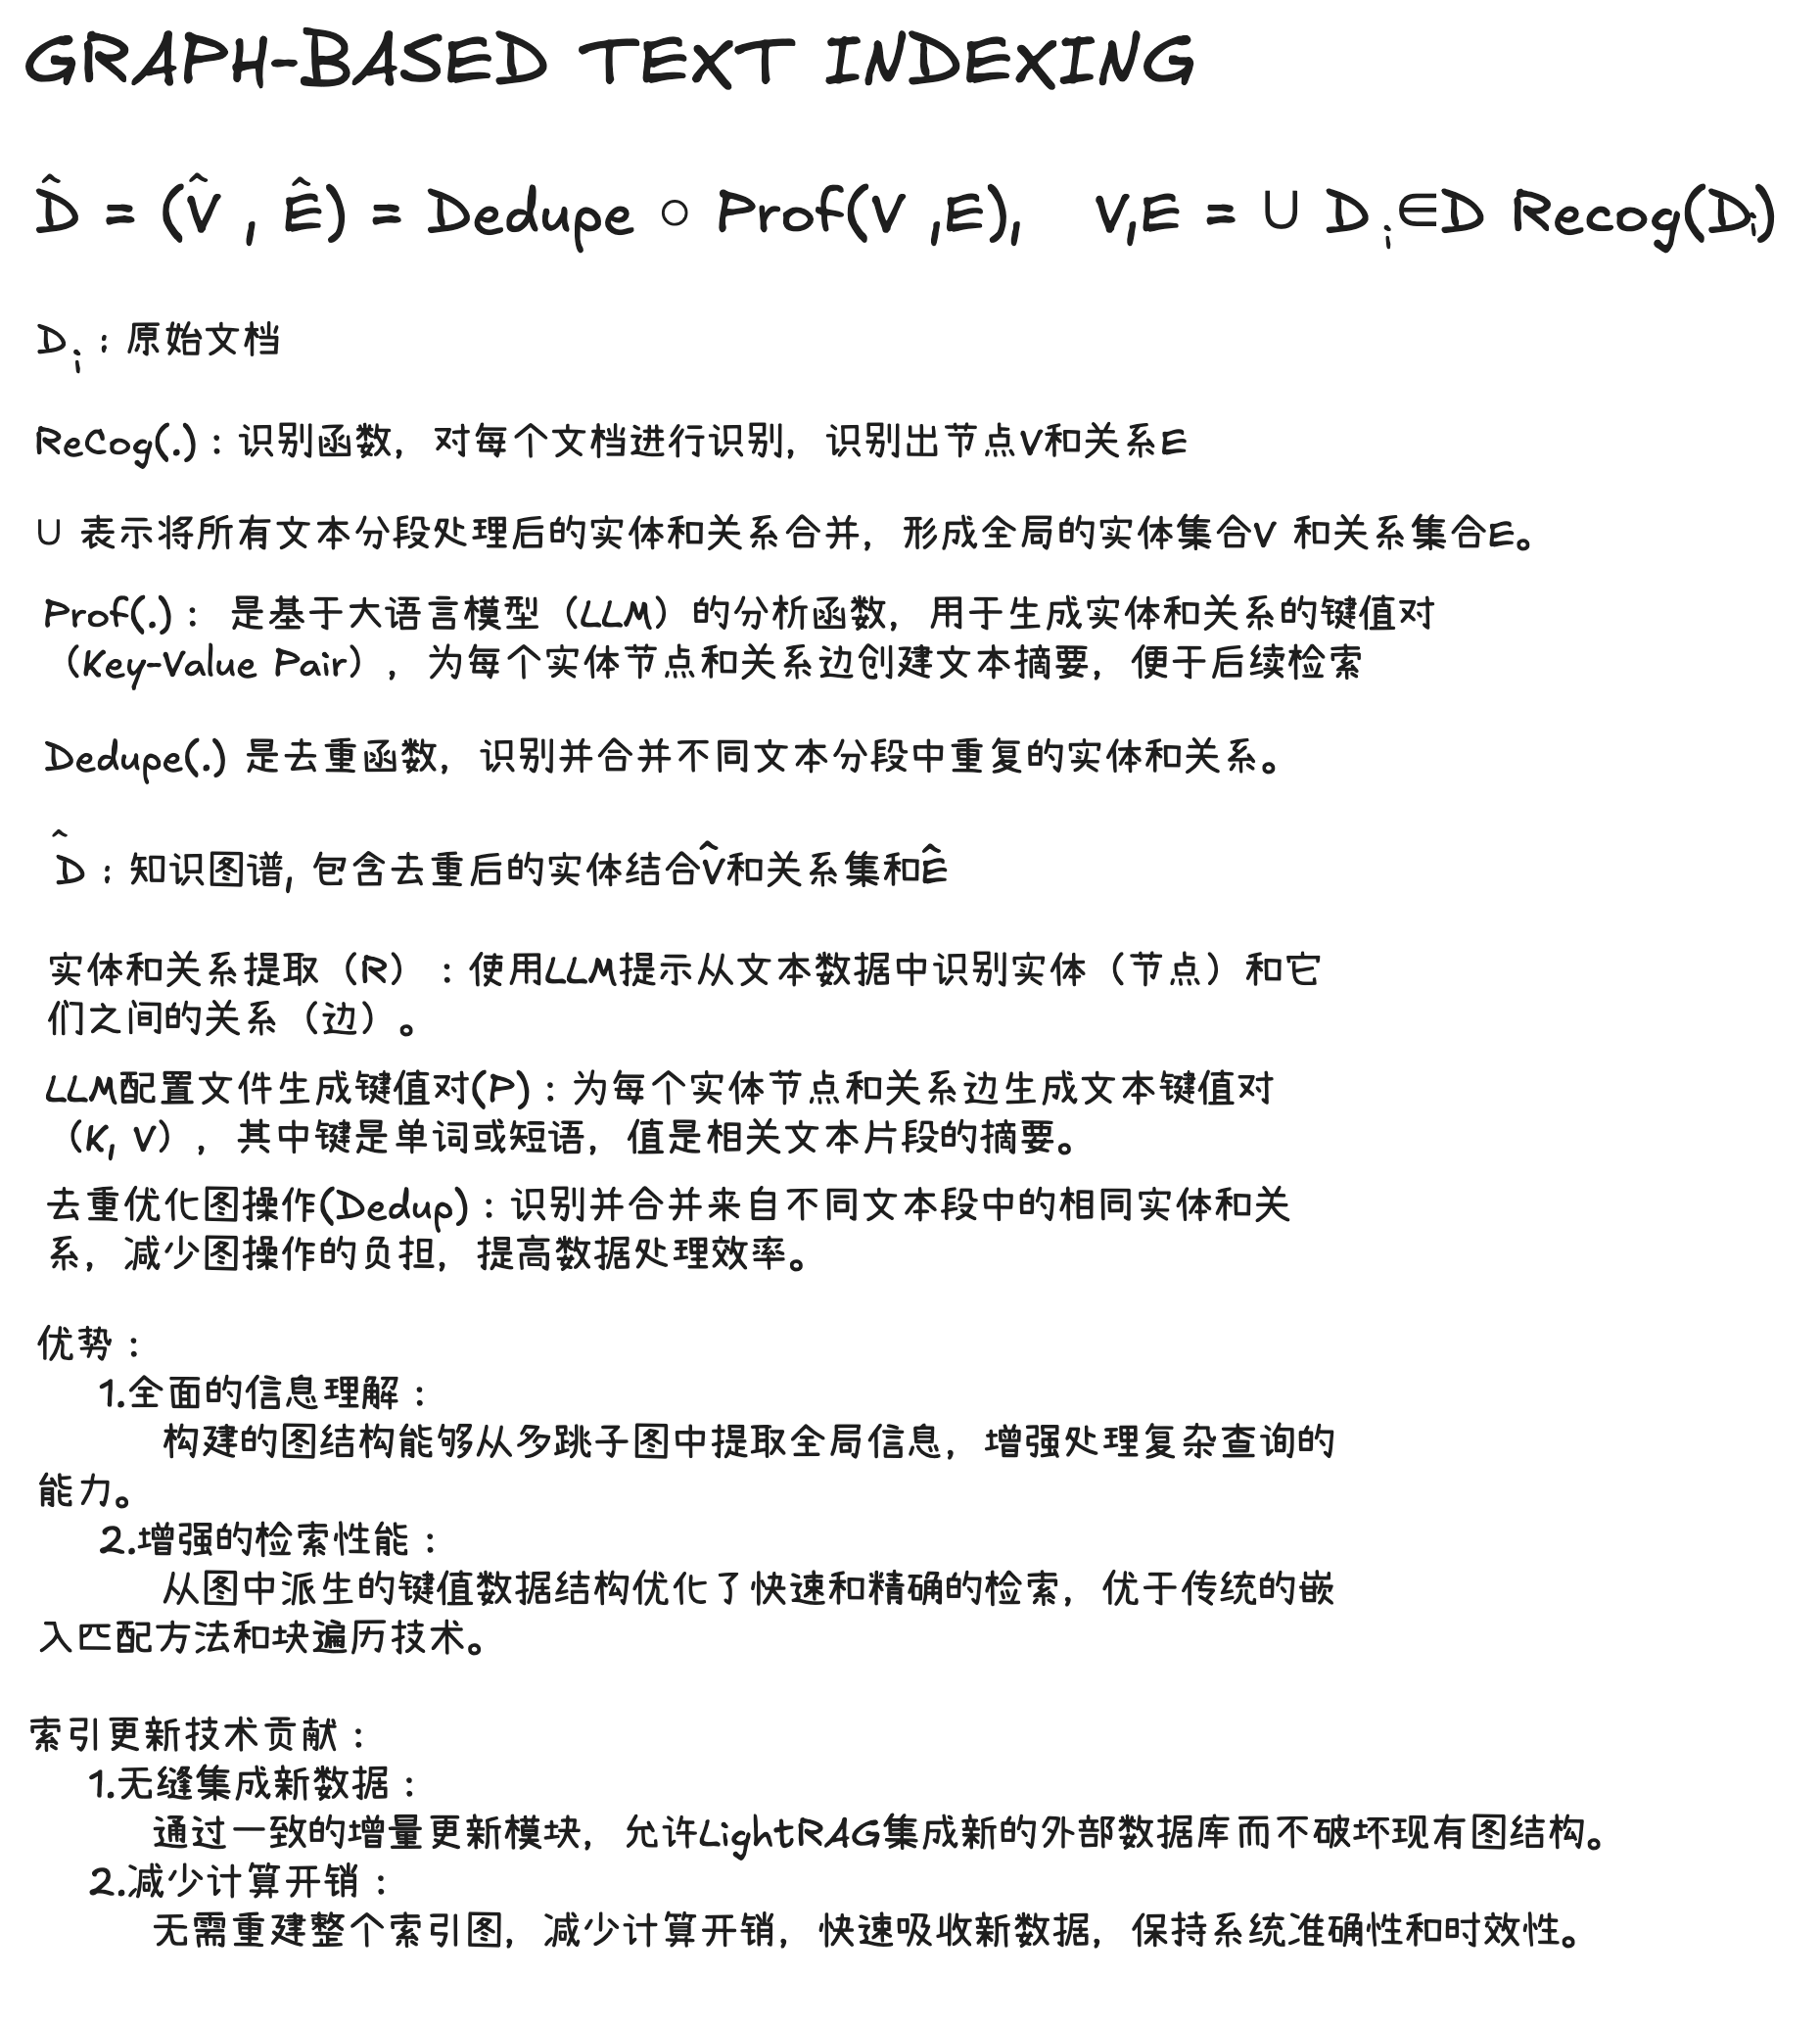 GRAPH-BASED TEXT INDEXING
D̂ = (V̂ , Ê) = Dedupe ○ Prof(V ,E), V,E = ∪ D i∈D Recog(Di)
D i : 原始文档
ReCog(.) : 识别函数，对每个文档进行识别，识别出节点V和关系E
∪ 表示将所有文本分段处理后的实体和关系合并，形成全局的实体集合V 和关系集合E。
Prof(.) : 是基于大语言模型（LLM）的分析函数，用于生成实体和关系的键值对
（Key-Value Pair），为每个实体节点和关系边创建文本摘要，便于后续检索
Dedupe(.) 是去重函数，识别并合并不同文本分段中重复的实体和关系。
D̂ : 知识图谱, 包含去重后的实体结合V̂和关系集和Ê
实体和关系提取（R）：使用LLM提示从文本数据中识别实体（节点）和它
们之间的关系（边）。
LLM配置文件生成键值对(P)：为每个实体节点和关系边生成文本键值对
（K, V），其中键是单词或短语，值是相关文本片段的摘要。
去重优化图操作(Dedup)：识别并合并来自不同文本段中的相同实体和关
系，减少图操作的负担，提高数据处理效率。
优势：
1.全面的信息理解：
构建的图结构能够从多跳子图中提取全局信息，增强处理复杂查询的
能力。
2.增强的检索性能：
从图中派生的键值数据结构优化了快速和精确的检索，优于传统的嵌
入匹配方法和块遍历技术。
索引更新技术贡献：
1.无缝集成新数据：
通过一致的增量更新模块，允许LightRAG集成新的外部数据库而不破坏现有图结构。
2.减少计算开销：
无需重建整个索引图，减少计算开销，快速吸收新数据，保持系统准确性和时效性。